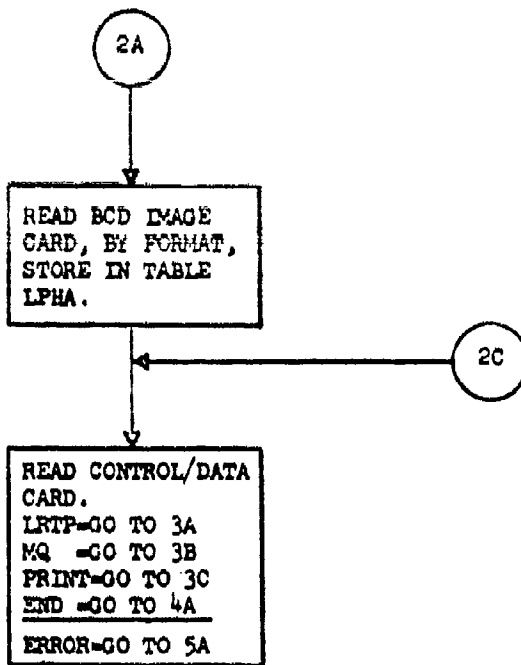 2A
READ BCD IMAGE
CARD, BY FORMAT,
STORE IN TABLE
LPHA.
2C
READ CONTROL/DATA
CARD.
LRTP=GO TO 3A
MQ =GO TO 3B
PRINT=GO TO 3C
END =GO TO 4A
ERROR=GO TO 5A